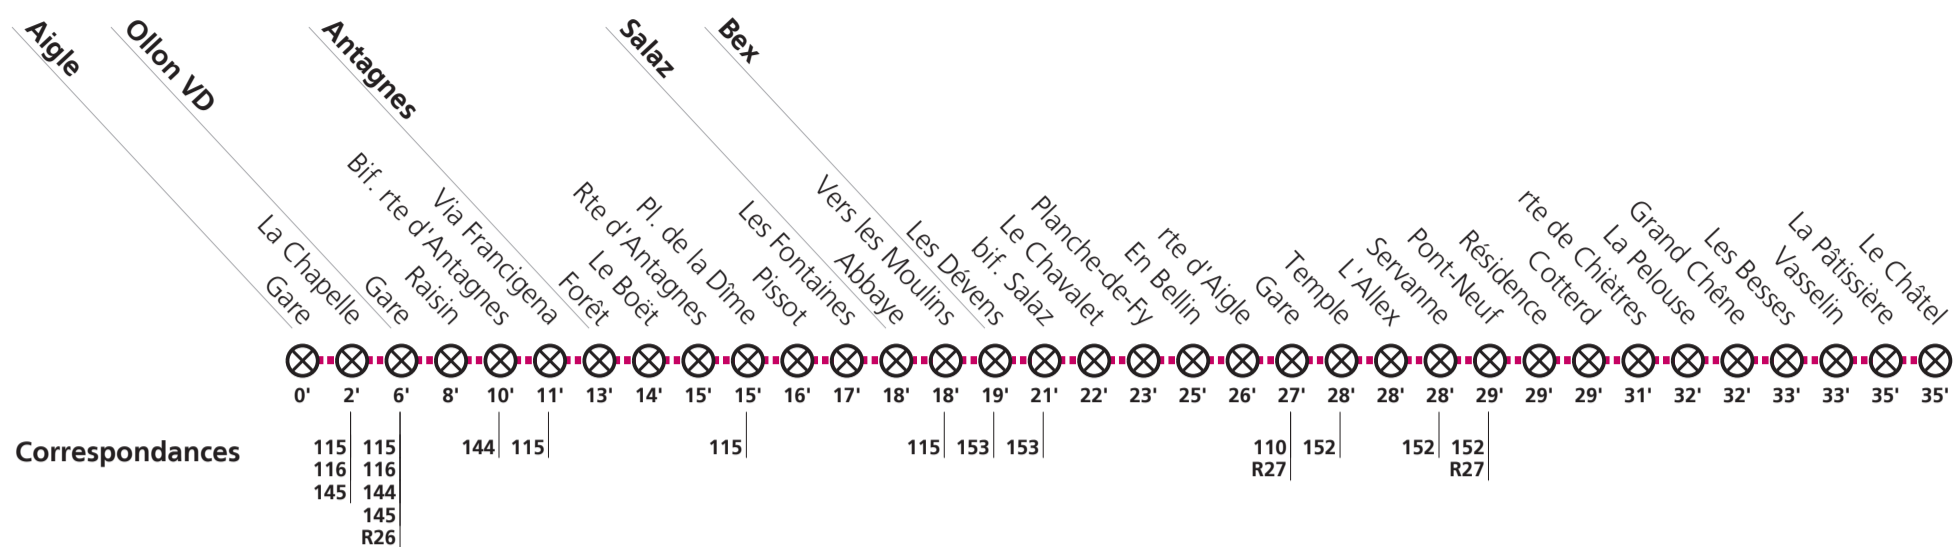 Aigle
Ollon VD
Antagnes
Salaz
Bex
Gare
La Chapelle
Gare
Raisin
Bif. rte d'Antagnes
Via Francigena
Forêt
Le Boët
Rte d'Antagnes
Pl. de la Dîme
Pissot
Les Fontaines
Abbaye
Vers les Moulins
Les Dévens
bif. Salaz
Le Chavalet
Planche-de-Fy
En Bellin
rte d'Aigle
Gare
Temple
L'Allex
Servanne
Pont-Neuf
Résidence
Cotterd
rte de Chiètres
La Pelouse
Grand Chêne
Les Besses
Vasselin
La Pâtissière
Le Châtel
0' 2' 6' 8' 10' 11' 13' 14' 15' 15' 16' 17' 18' 18' 19' 21' 22' 23' 25' 26' 27' 28' 28' 28' 29' 29' 29' 31' 32' 32' 33' 33' 35' 35'
Correspondances
115 115 144 115 115 115 153 153 110 152 152 152
116 116 R27 R27
145 144
145
R26